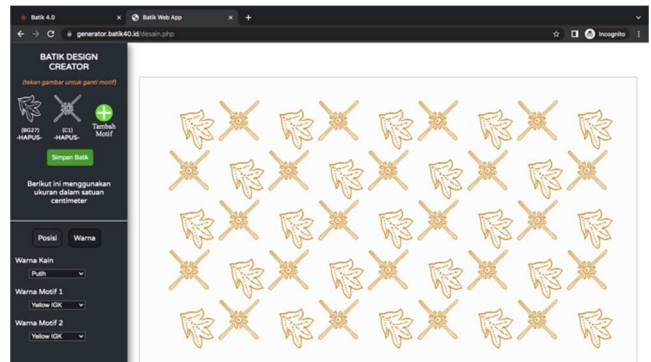 Batik 4.0
Batik Web App
generator.batik40.id/desain.php
Incognito
BATIK DESIGN
CREATOR
(tekan gambar untuk ganti motif)
(BG27)
-HAPUS-
(C1)
-HAPUS-
Tambah
Motif
Simpan Batik
Berikut ini menggunakan
ukuran dalam satuan
centimeter
Posisi
Warna
Warna Kain
Putih
Warna Motif 1
Yellow IGK
Warna Motif 2
Yellow IGK